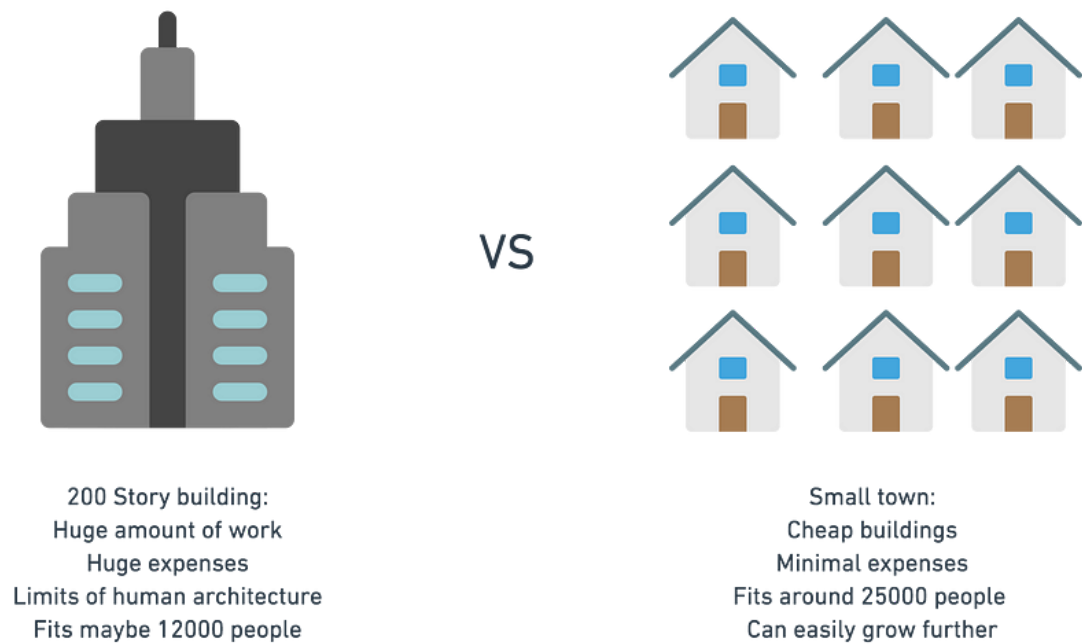 VS
200 Story building:
Huge amount of work
Huge expenses
Limits of human architecture
Fits maybe 12000 people
Small town:
Cheap buildings
Minimal expenses
Fits around 25000 people
Can easily grow further